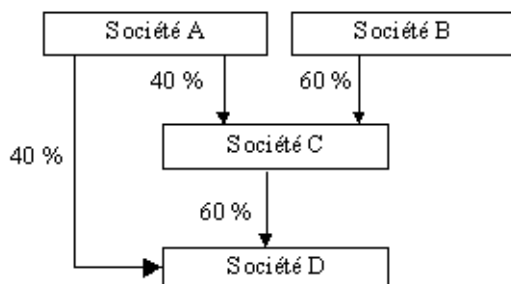 Société A
Société B
40 %
60 %
Société C
40 %
60 %
Société D